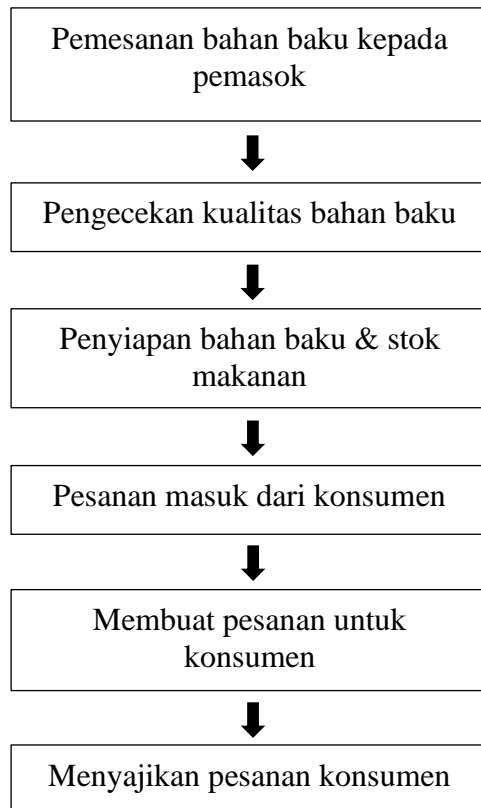 Pemesanan bahan baku kepada
pemasok
Pengecekan kualitas bahan baku
Penyiapan bahan baku & stok
makanan
Pesanan masuk dari konsumen
Membuat pesanan untuk
konsumen
Menyajikan pesanan konsumen